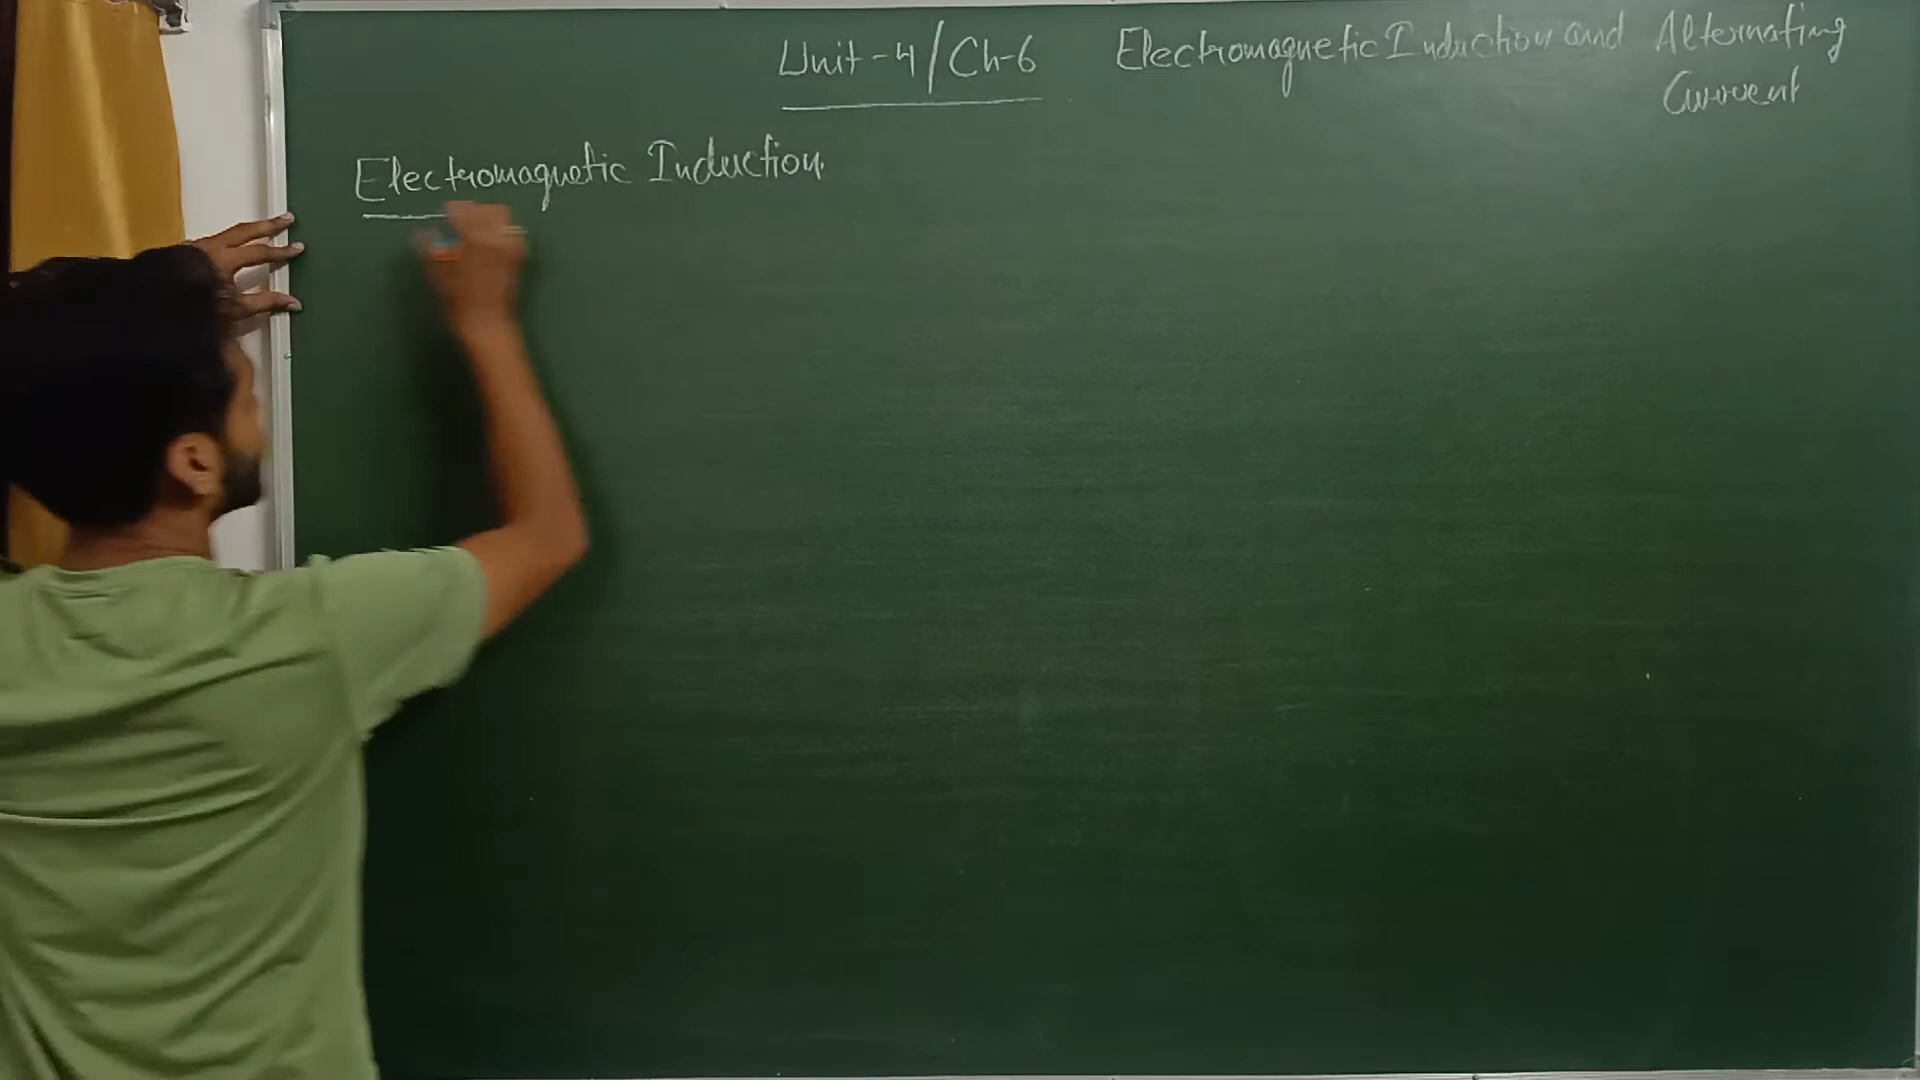 Unit-4/Ch-6 Electromagnetic Induction and Alternating
Current
Electromagnetic Induction.